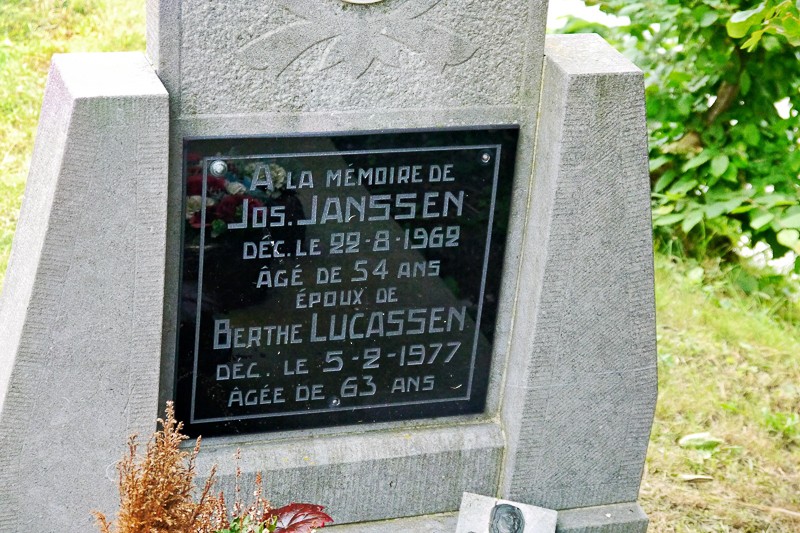 À LA MÉMOIRE DE
JOS. JANSSEN
DÉC. LE 22-8-1962
ÂGÉ DE 54 ANS
ÉPOUX DE
BERTHE LUCASSEN
DÉC. LE 5-2-1977
ÂGÉE DE 63 ANS